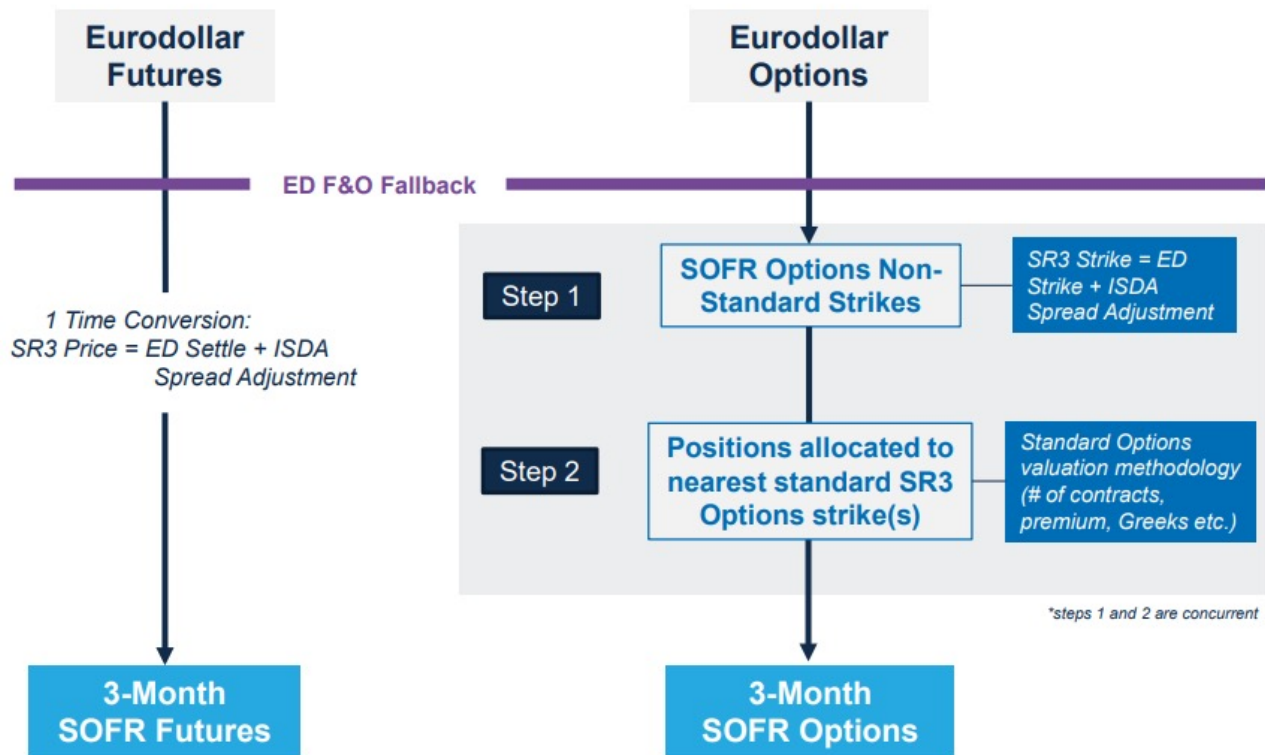 Eurodollar
Futures
Eurodollar
Options
ED F&O Fallback
1 Time Conversion:
SR3 Price = ED Settle + ISDA
Spread Adjustment
Step 1
SOFR Options Non-
Standard Strikes
SR3 Strike = ED
Strike + ISDA
Spread Adjustment
Step 2
Positions allocated to
nearest standard SR3
Options strike(s)
Standard Options
valuation methodology
(# of contracts,
premium, Greeks etc.)
*steps 1 and 2 are concurrent
3-Month
SOFR Futures
3-Month
SOFR Options